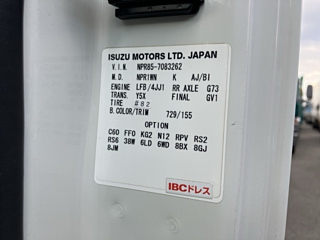 ISUZU MOTORS LTD. JAPAN
V.I.N. NPR85-7083262
M.D. NPR1WN K AJ/BI
ENGINE LFB/4JJ1 RR AXLE G73
TRANS. Y5X FINAL GV1
TIRE #82
B.COLOR/TRIM 729/155
OPTION
C6D FF0 KG2 N12 RPV RS2
RS6 38W 6LD 6WD 8BX 8GJ
8JM
IBCドレス